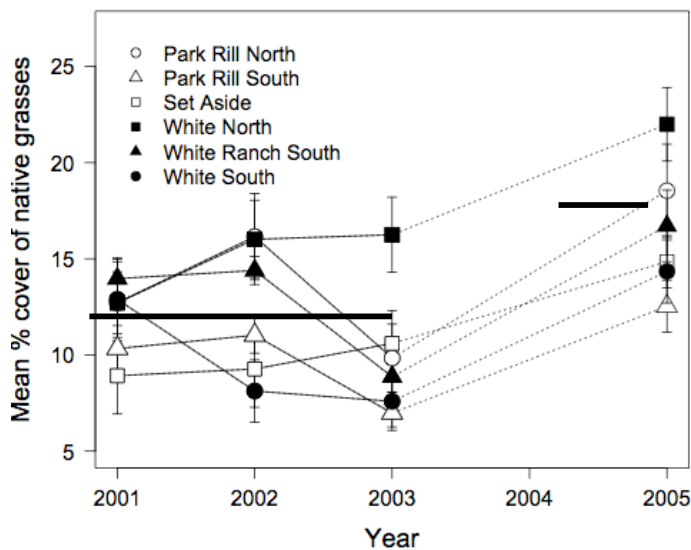 Mean % cover of native grasses
25
20
15
10
5
Park Rill North
Park Rill South
Set Aside
White North
White Ranch South
White South
2001 2002 2003 2004 2005
Year